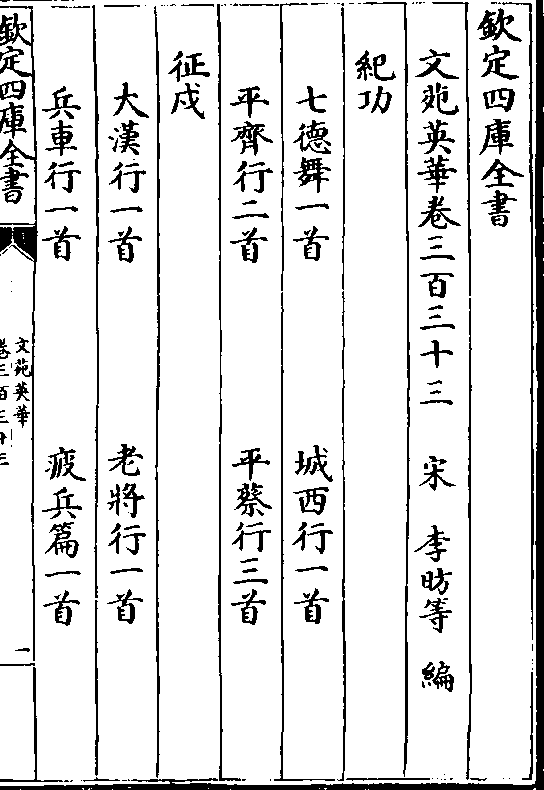 欽定四庫全書
文苑英華卷三百三十三 宋 李昉等 編
紀功
七德舞一首 城西行一首
平齊行二首 平蔡行三首
征戍
大漢行一首 老將行一首
兵車行一首 疲兵篇一首
欽定四庫全書
文苑英華
卷三百三十三
一